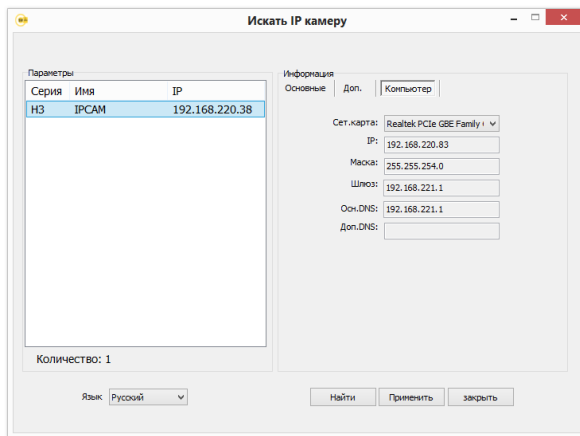 Искать IP камеру
Параметры
Серия Имя IP
H3 IPCAM 192.168.220.38
Количество: 1
Информация
Основные Доп. Компьютер
Сет.карта: Realtek PCIe GBE Family
IP: 192.168.220.83
Маска: 255.255.254.0
Шлюз: 192.168.221.1
Осн.DNS: 192.168.221.1
Доп.DNS:
Язык Русский
Найти Применить закрыть